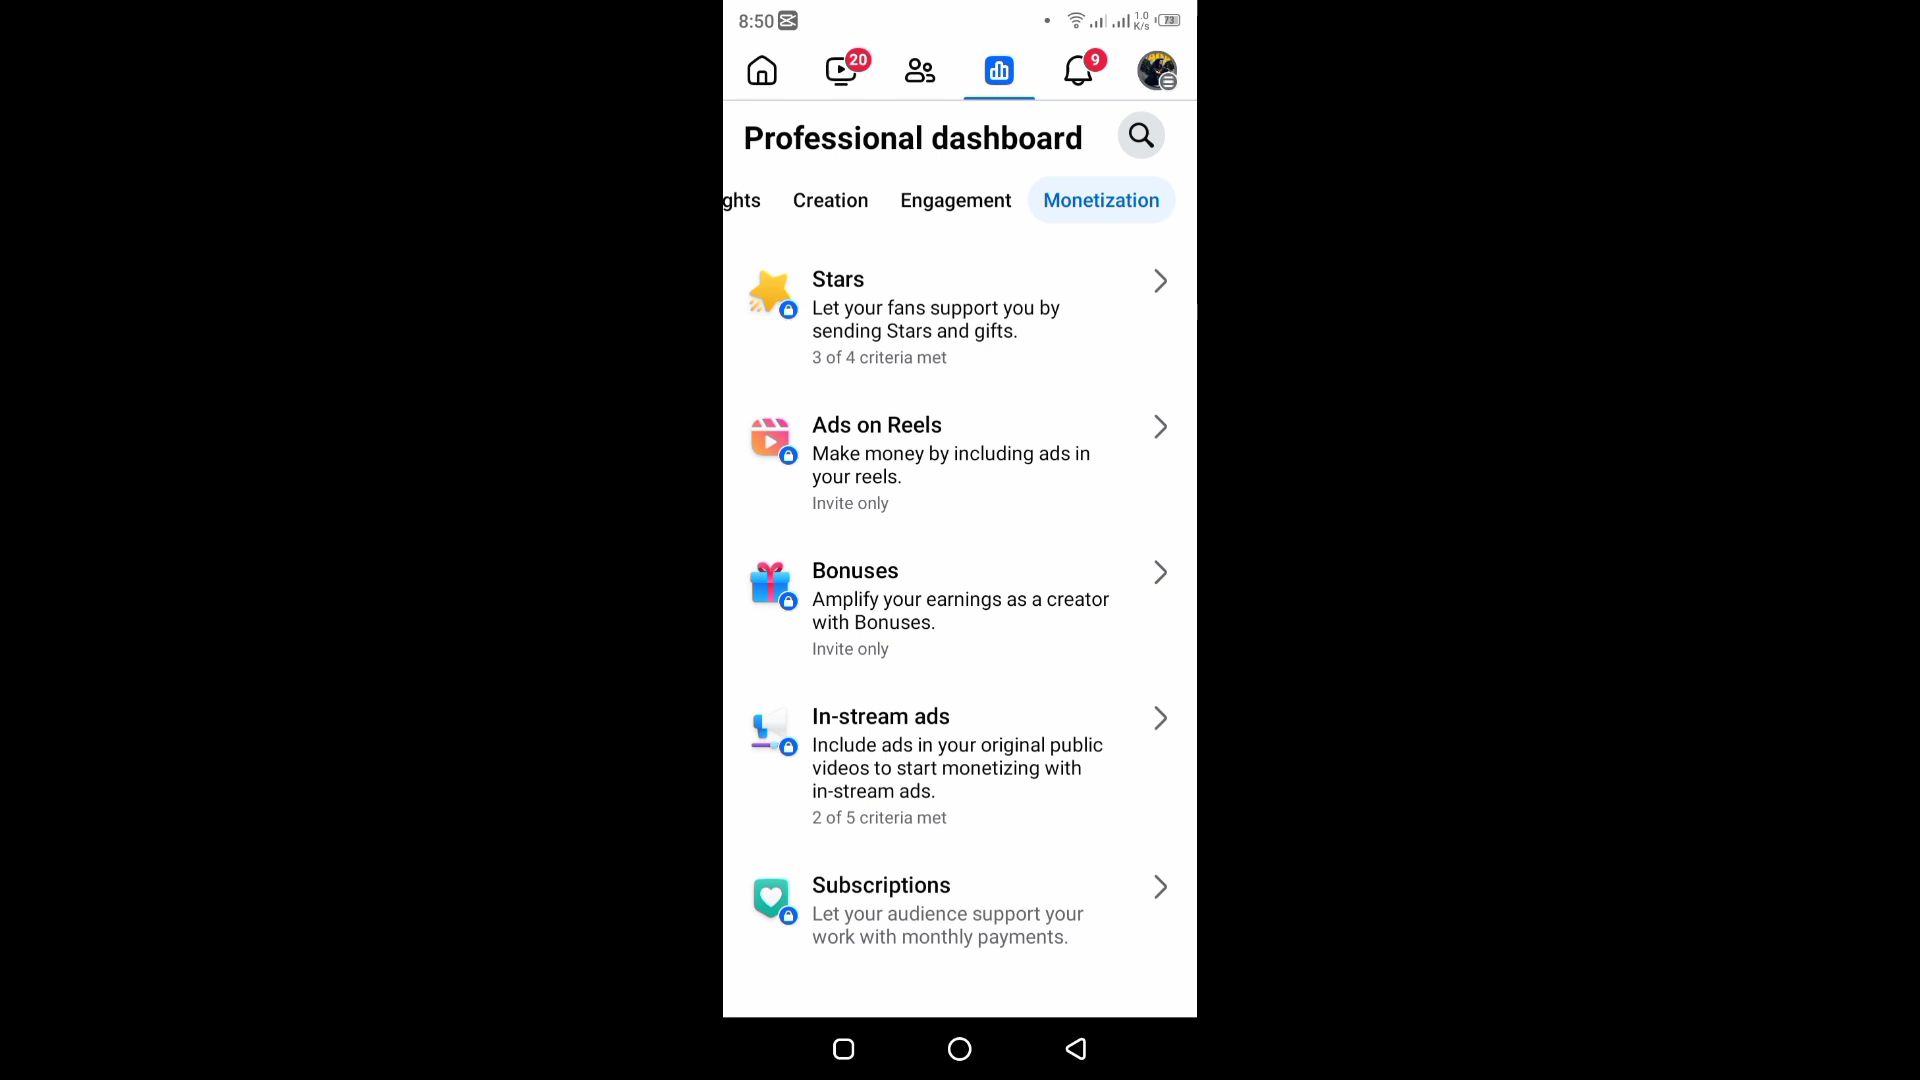 8:50 1.0 K/s 73
20 9
Professional dashboard
ghts Creation Engagement Monetization
Stars
Let your fans support you by
sending Stars and gifts.
3 of 4 criteria met
Ads on Reels
Make money by including ads in
your reels.
Invite only
Bonuses
Amplify your earnings as a creator
with Bonuses.
Invite only
In-stream ads
Include ads in your original public
videos to start monetizing with
in-stream ads.
2 of 5 criteria met
Subscriptions
Let your audience support your
work with monthly payments.